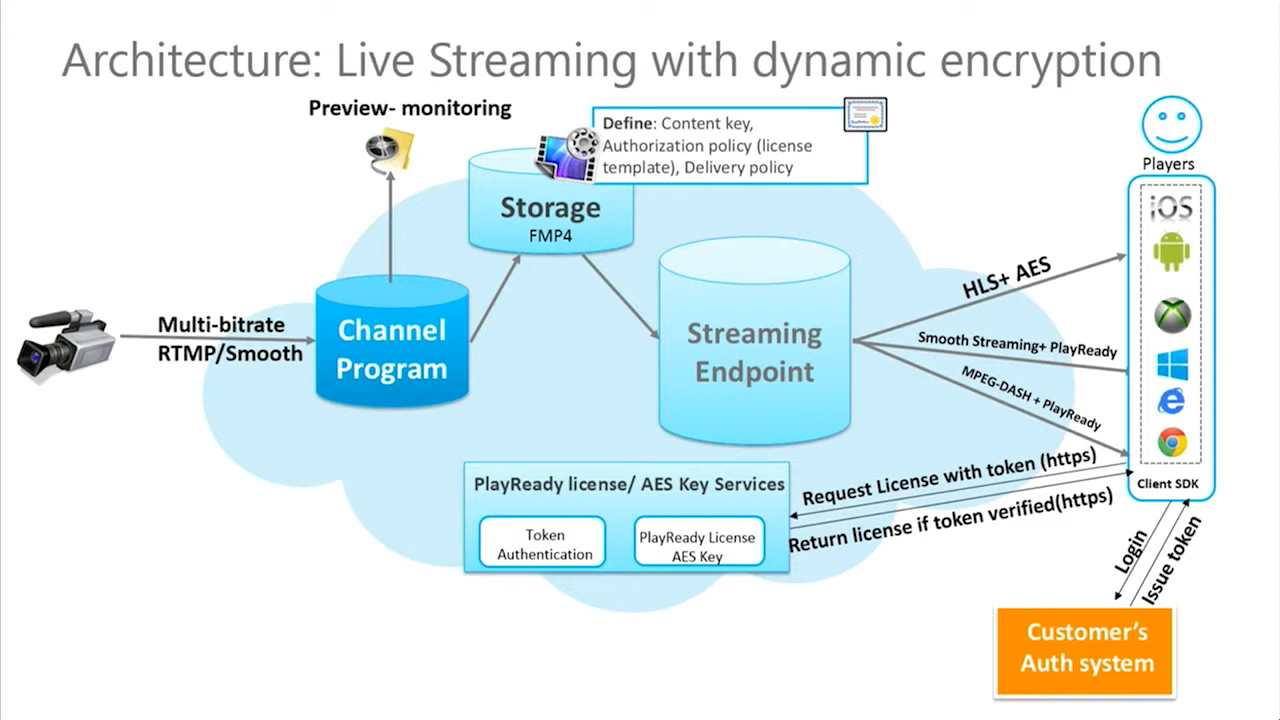 Architecture: Live Streaming with dynamic encryption
Preview- monitoring
Define: Content key,
Authorization policy (license
template), Delivery policy
Players
Storage
FMP4
iOS
Multi-bitrate
RTMP/Smooth
Channel
Program
Streaming
Endpoint
HLS+ AES
Smooth Streaming+ PlayReady
MPEG-DASH + PlayReady
Client SDK
PlayReady license/ AES Key Services
Token
Authentication
PlayReady License
AES Key
Request License with token (https)
Return license if token verified(https)
Login
Issue token
Customer's
Auth system